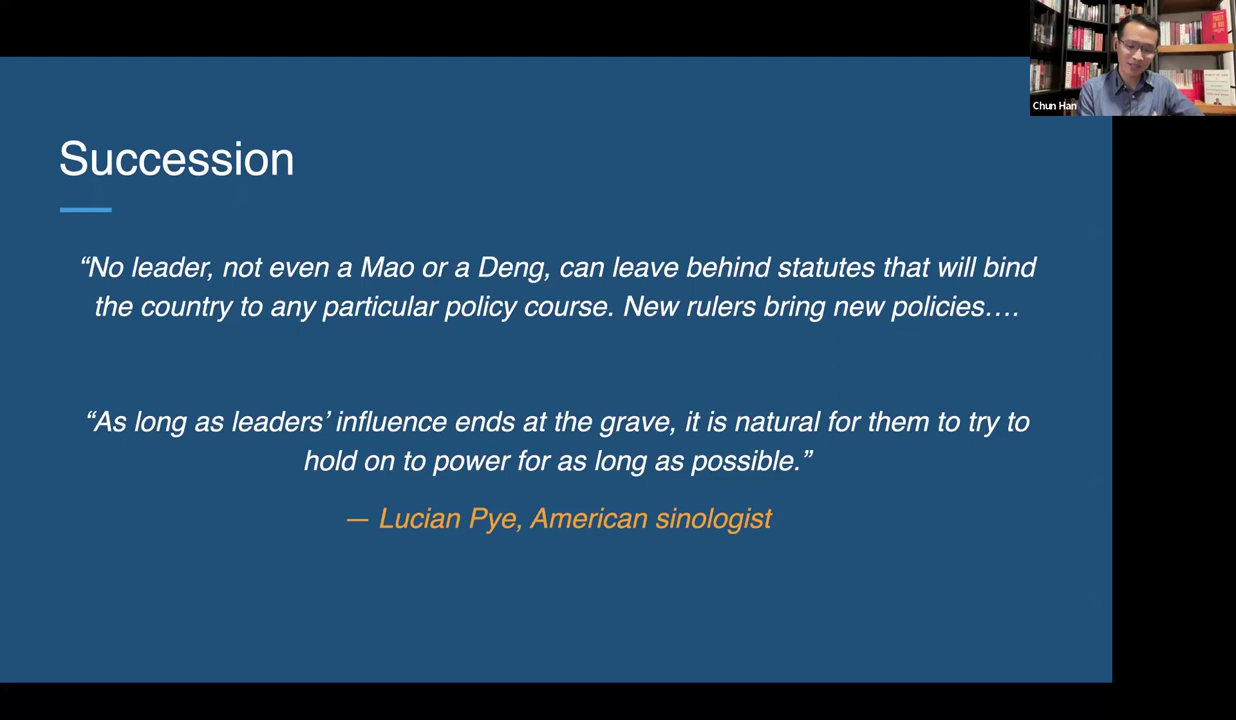 Chun Han
Succession
“No leader, not even a Mao or a Deng, can leave behind statutes that will bind
the country to any particular policy course. New rulers bring new policies….
“As long as leaders’ influence ends at the grave, it is natural for them to try to
hold on to power for as long as possible.”
— Lucian Pye, American sinologist